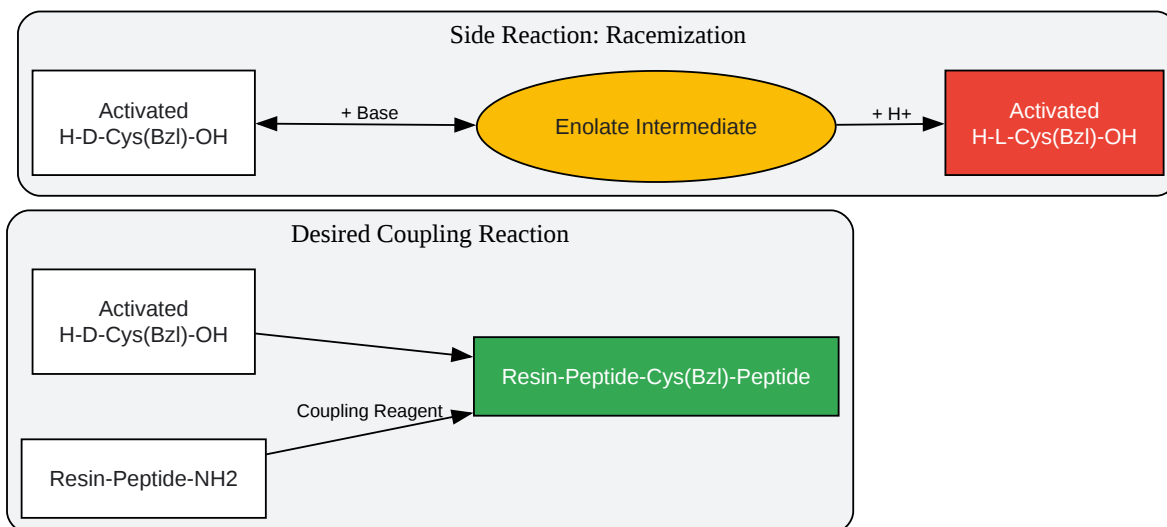 Side Reaction: Racemization
Activated
H-D-Cys(Bzl)-OH
+ Base
Enolate Intermediate
+ H+
Activated
H-L-Cys(Bzl)-OH
Desired Coupling Reaction
Activated
H-D-Cys(Bzl)-OH
Resin-Peptide-Cys(Bzl)-Peptide
Coupling Reagent
Resin-Peptide-NH2